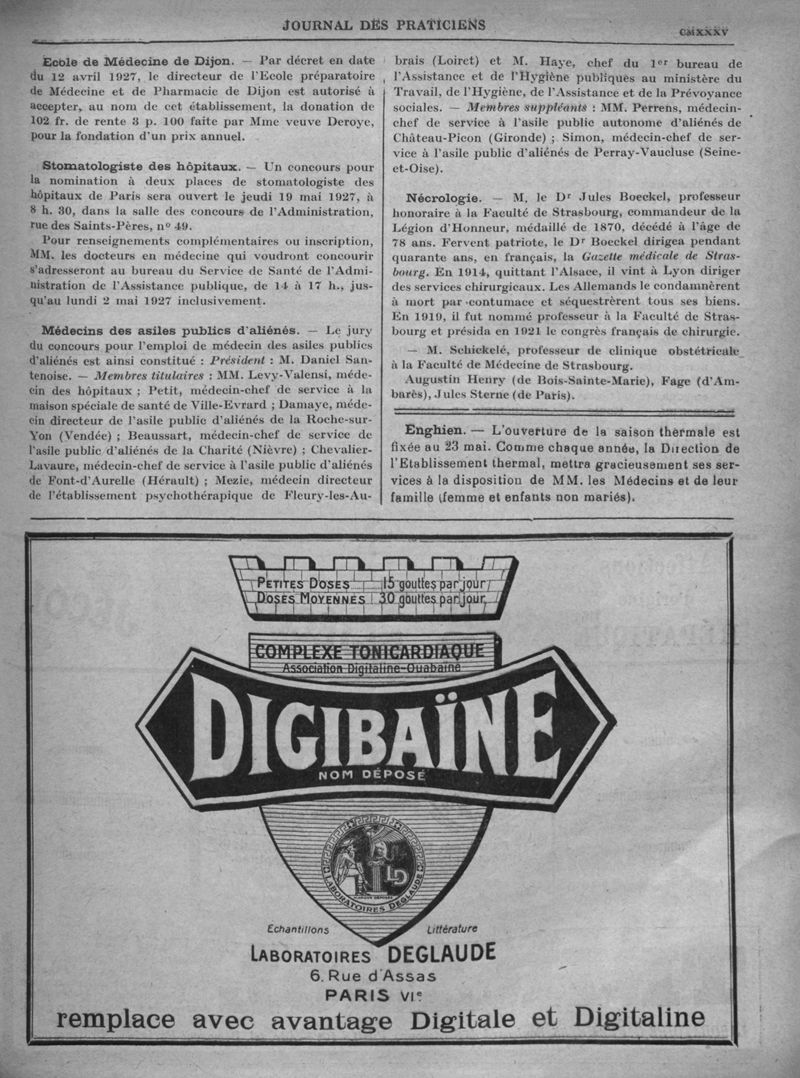 JOURNAL DES PRATICIENS
Ecole de Médecine de Dijon. — Par décret en date
du 12 avril 1927, le directeur de l'Ecole préparatoire
de Médecine et de Pharmacie de Dijon est autorisé à
accepter, au nom de cet établissement, la donation de
102 fr. de rente 3 p. 100 faite par Mme veuve Deroye,
pour la fondation d'un prix annuel.
Stomatologiste des hôpitaux. — Un concours pour
la nomination à deux places de stomatologiste des
hôpitaux de Paris sera ouvert le jeudi 19 mai 1927, à
8 h. 30, dans la salle des concours de l'Administration,
rue des Saints-Pères, nº 49.
Pour renseignements complémentaires ou inscription,
MM. les docteurs en médecine qui voudront concourir
s'adresseront au bureau du Service de Santé de l'Admi-
nistration de l'Assistance publique, de 14 à 17 h., jus-
qu'au lundi 2 mai 1927 inclusivement.
Médecins des asiles publics d'aliénés. — Le jury
du concours pour l'emploi de médecin des asiles publics
d'aliénés est ainsi constitué : Président : M. Daniel San-
tenoise. — Membres titulaires : MM. Levy-Valensi, méde-
cin des hôpitaux ; Petit, médecin-chef de service à la
maison spéciale de santé de Ville-Evrard ; Damaye, méde-
cin directeur de l'asile public d'aliénés de la Roche-sur-
Yon (Vendée) ; Beaussart, médecin-chef de service de
l'asile public d'aliénés de la Charité (Nièvre) ; Chevalier-
Lavaure, médecin-chef de service à l'asile public d'aliénés
de Font-d'Aurelle (Hérault) ; Mezie, médecin directeur
de l'établissement psychothérapique de Fleury-les-Au-
brais (Loiret) et M. Haye, chef du 1er bureau de
l'Assistance et de l'Hygiène publiques au ministère du
Travail, de l'Hygiène, de l'Assistance et de la Prévoyance
sociales. — Membres suppléants : MM. Perrens, médecin-
chef de service à l'asile public autonome d'aliénés de
Château-Picon (Gironde) ; Simon, médecin-chef de ser-
vice à l'asile public d'aliénés de Perray-Vaucluse (Seine-
et-Oise).
Nécrologie. — M. le Dr Jules Boeckel, professeur
honoraire à la Faculté de Strasbourg, commandeur de la
Légion d'Honneur, médaillé de 1870, décédé à l'âge de
78 ans. Fervent patriote, le Dr Boeckel dirigea pendant
quarante ans, en français, la Gazette médicale de Stras-
bourg. En 1914, quittant l'Alsace, il vint à Lyon diriger
des services chirurgicaux. Les Allemands le condamnèrent
à mort par contumace et séquestrèrent tous ses biens.
En 1919, il fut nommé professeur à la Faculté de Stras-
bourg et présida en 1921 le congrès français de chirurgie.
— M. Schickelé, professeur de clinique obstétricale
à la Faculté de Médecine de Strasbourg.
Augustin Henry (de Bois-Sainte-Marie), Fage (d'Am-
barès), Jules Sterne (de Paris).
Enghien. — L'ouverture de la saison thermale est
fixée au 23 mai. Comme chaque année, la Direction de
l'Etablissement thermal, mettra gracieusement ses ser-
vices à la disposition de MM. les Médecins et de leur
famille (femme et enfants non mariés).
PETITES DOSES 15 gouttes par jour
DOSES MOYENNES 30 gouttes par jour
COMPLEXE TONICARDIAQUE
Association Digitaline-Ouabaïne
DIGIBAÏNE
NOM DÉPOSÉ
LD
LABORATOIRES DEGLAUDE
Echantillons Littérature
LABORATOIRES DEGLAUDE
6. Rue d'Assas
PARIS VIe
remplace avec avantage Digitale et Digitaline